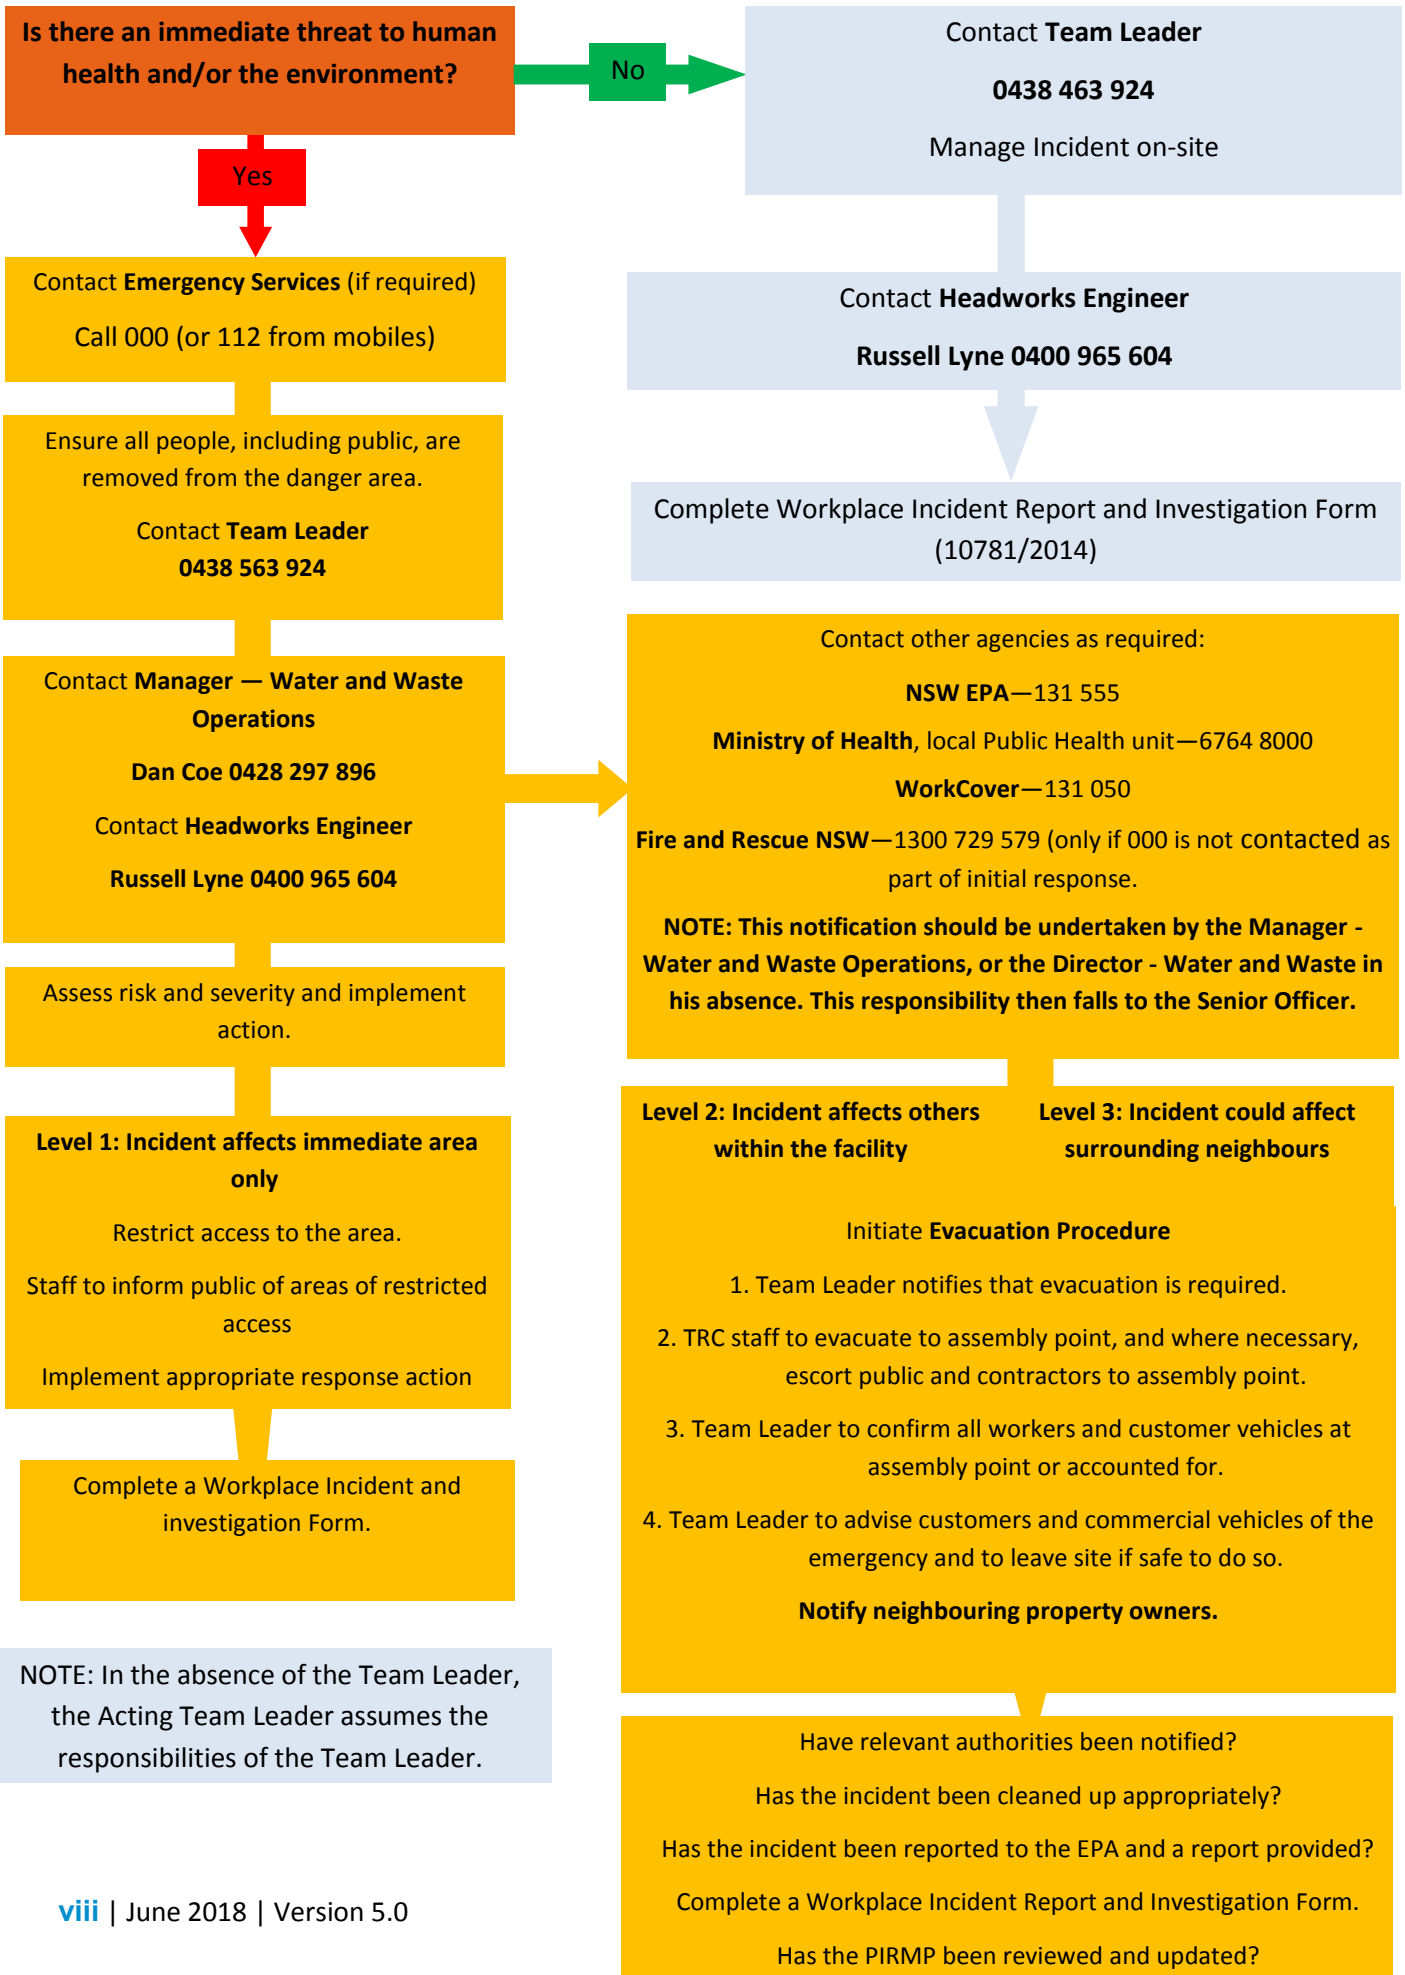 Is there an immediate threat to human
health and/or the environment?
No
Yes
Contact Team Leader
0438 463 924
Manage Incident on-site
Contact Headworks Engineer
Russell Lyne 0400 965 604
Complete Workplace Incident Report and Investigation Form
(10781/2014)
Contact Emergency Services (if required)
Call 000 (or 112 from mobiles)
Ensure all people, including public, are
removed from the danger area.
Contact Team Leader
0438 563 924
Contact Manager — Water and Waste
Operations
Dan Coe 0428 297 896
Contact Headworks Engineer
Russell Lyne 0400 965 604
Assess risk and severity and implement
action.
Level 1: Incident affects immediate area
only
Restrict access to the area.
Staff to inform public of areas of restricted
access
Implement appropriate response action
Complete a Workplace Incident and
investigation Form.
Contact other agencies as required:
NSW EPA—131 555
Ministry of Health, local Public Health unit—6764 8000
WorkCover—131 050
Fire and Rescue NSW—1300 729 579 (only if 000 is not contacted as
part of initial response.
NOTE: This notification should be undertaken by the Manager -
Water and Waste Operations, or the Director - Water and Waste in
his absence. This responsibility then falls to the Senior Officer.
Level 2: Incident affects others
within the facility
Level 3: Incident could affect
surrounding neighbours
Initiate Evacuation Procedure
1. Team Leader notifies that evacuation is required.
2. TRC staff to evacuate to assembly point, and where necessary,
escort public and contractors to assembly point.
3. Team Leader to confirm all workers and customer vehicles at
assembly point or accounted for.
4. Team Leader to advise customers and commercial vehicles of the
emergency and to leave site if safe to do so.
Notify neighbouring property owners.
Have relevant authorities been notified?
Has the incident been cleaned up appropriately?
Has the incident been reported to the EPA and a report provided?
Complete a Workplace Incident Report and Investigation Form.
Has the PIRMP been reviewed and updated?
NOTE: In the absence of the Team Leader,
the Acting Team Leader assumes the
responsibilities of the Team Leader.
viii | June 2018 | Version 5.0